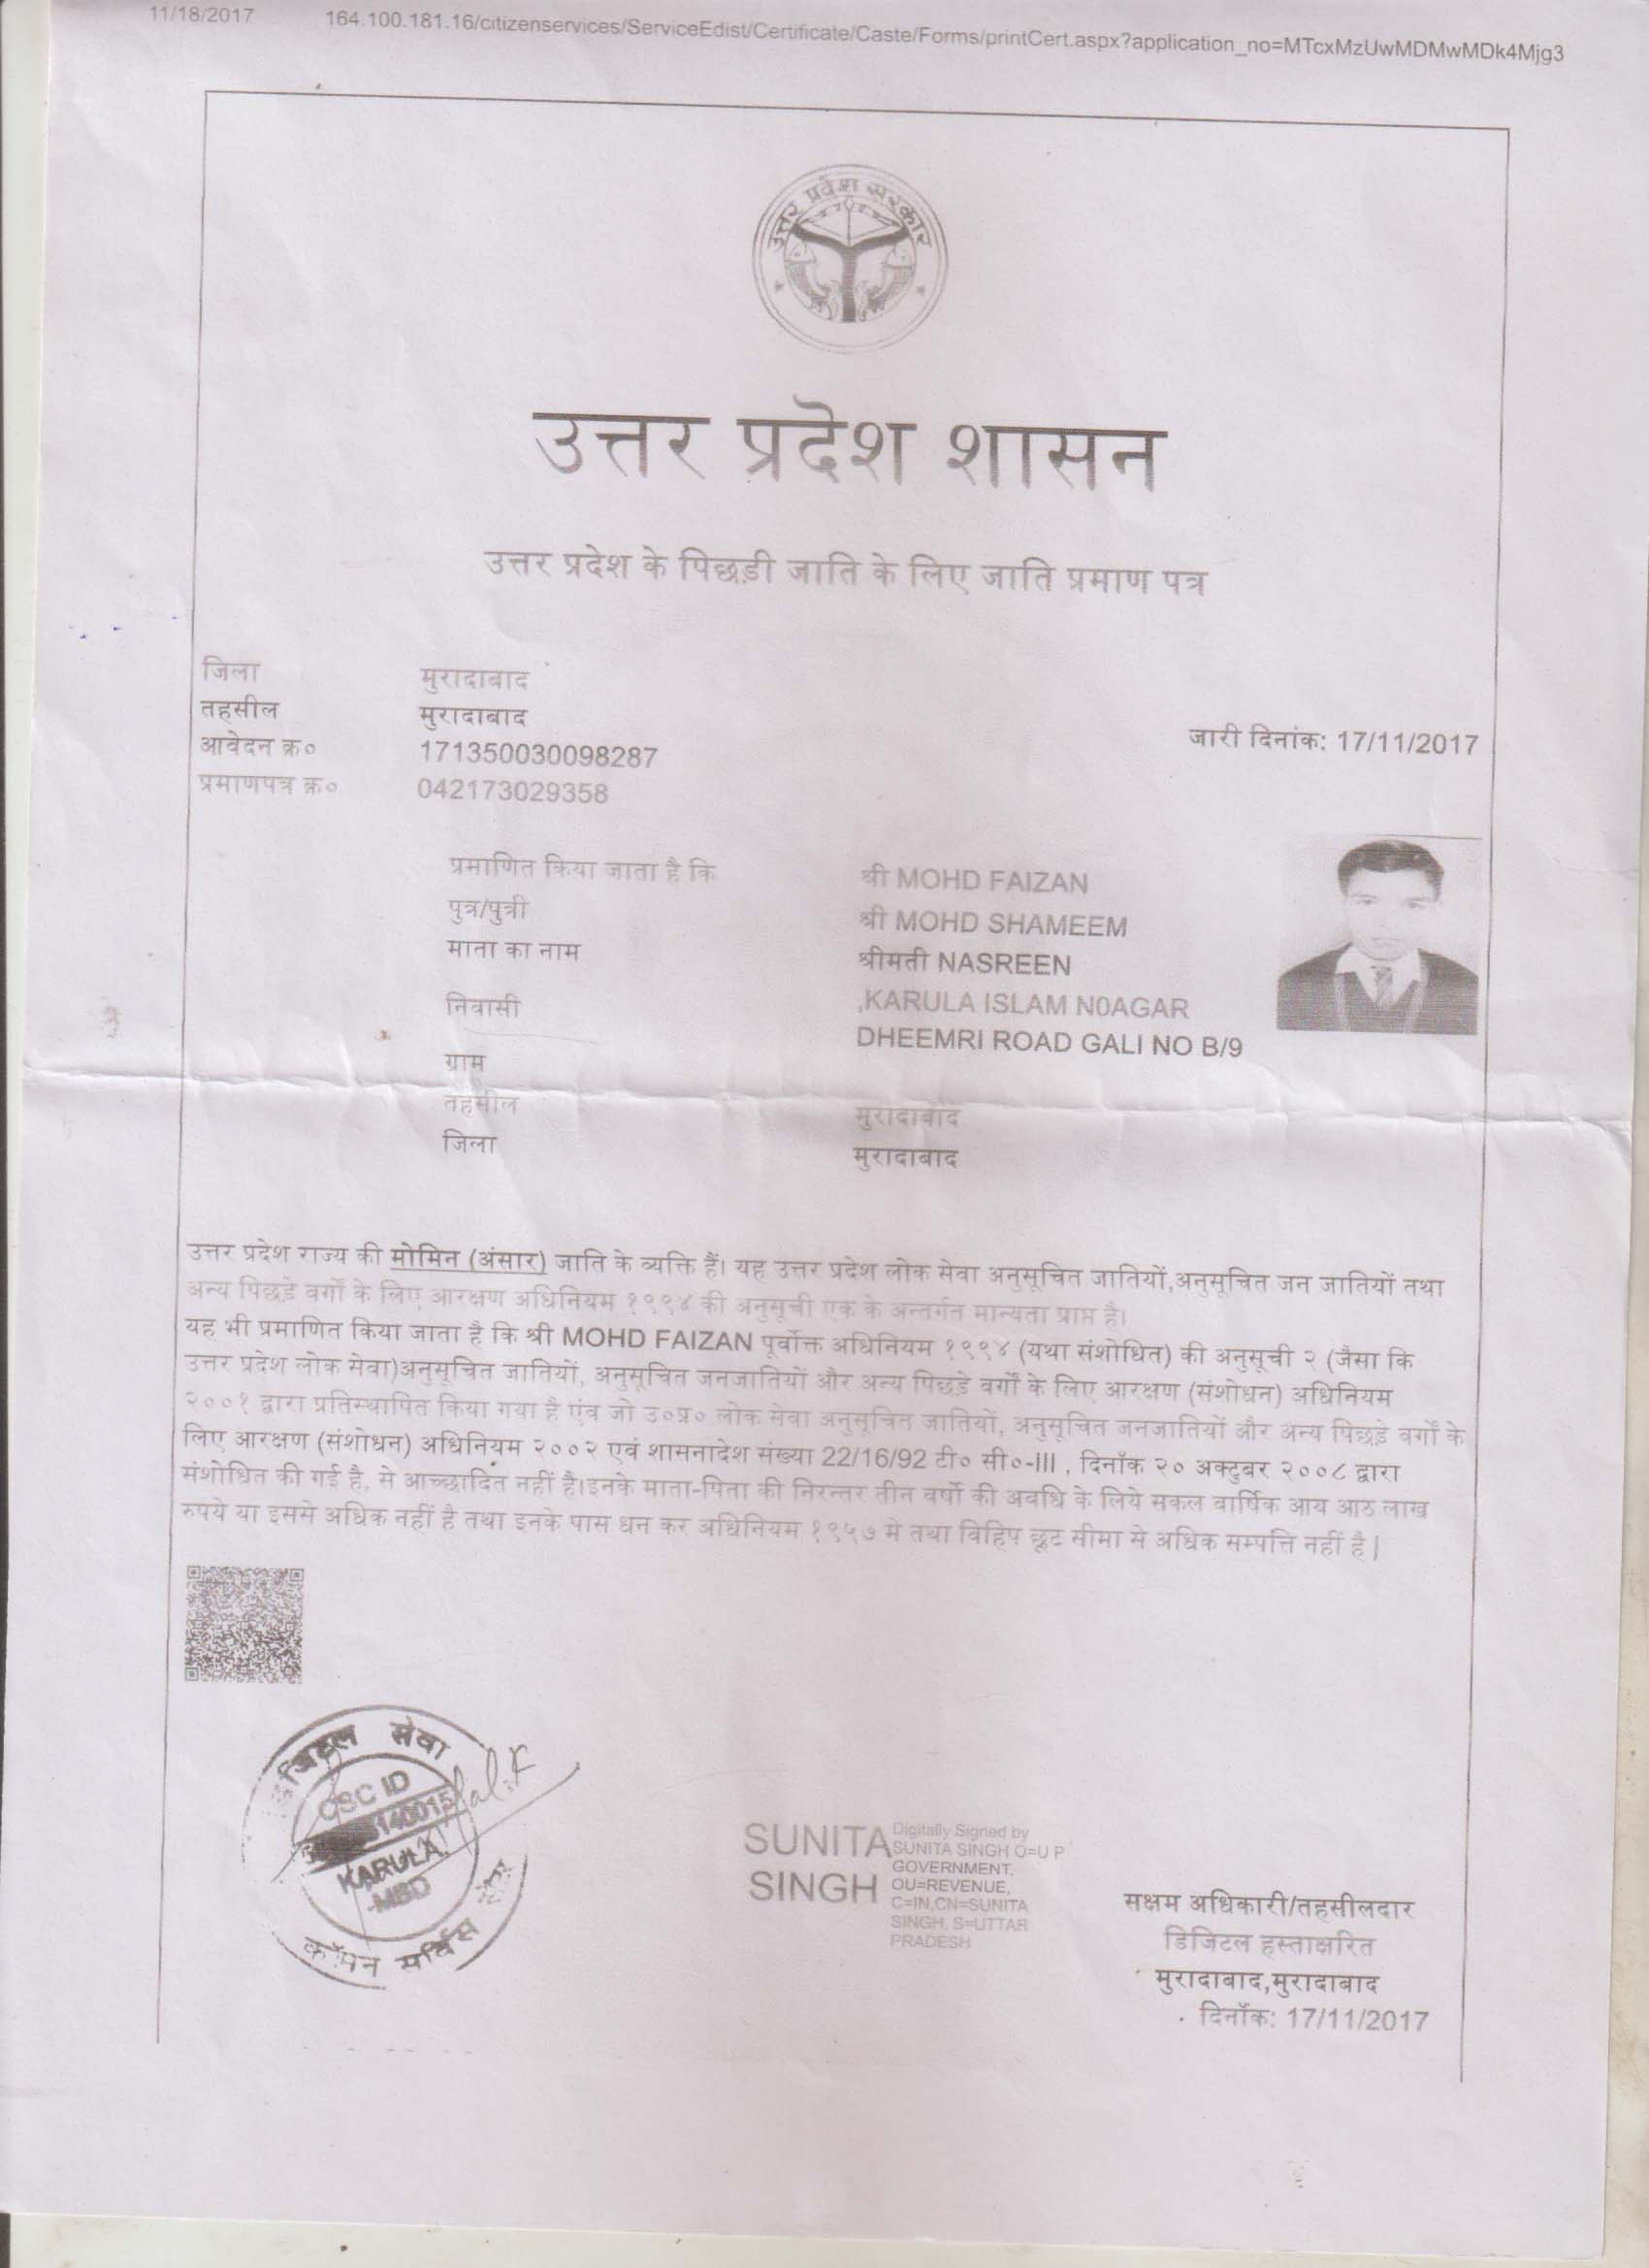 11/18/2017 164.100.181.16/citizenservices/ServiceEdist/Certificate/Caste/Forms/printCert.aspx?application_no=MTcxMzUwMDMwMDk4Mjg3
उत्तर प्रदेश सरकार
उत्तर प्रदेश शासन
उत्तर प्रदेश के पिछड़ी जाति के लिए जाति प्रमाण पत्र
जिला मुरादाबाद
तहसील मुरादाबाद
आवेदन क्र० 171350030098287 जारी दिनांक: 17/11/2017
प्रमाणपत्र क्र० 042173029358
प्रमाणित किया जाता है कि श्री MOHD FAIZAN
पुत्र/पुत्री श्री MOHD SHAMEEM
माता का नाम श्रीमती NASREEN
निवासी ,KARULA ISLAM N0AGAR
DHEEMRI ROAD GALI NO B/9
ग्राम
तहसील मुरादाबाद
जिला मुरादाबाद
उत्तर प्रदेश राज्य की मोमिन (अंसार) जाति के व्यक्ति हैं। यह उत्तर प्रदेश लोक सेवा अनुसूचित जातियों,अनुसूचित जन जातियों तथा
अन्य पिछड़े वर्गों के लिए आरक्षण अधिनियम १९९४ की अनुसूची एक के अन्तर्गत मान्यता प्राप्त है।
यह भी प्रमाणित किया जाता है कि श्री MOHD FAIZAN पूर्वोक्त अधिनियम १९९४ (यथा संशोधित) की अनुसूची २ (जैसा कि
उत्तर प्रदेश लोक सेवा)अनुसूचित जातियों, अनुसूचित जनजातियों और अन्य पिछड़े वर्गों के लिए आरक्षण (संशोधन) अधिनियम
२००१ द्वारा प्रतिस्थापित किया गया है एंव जो उ०प्र० लोक सेवा अनुसूचित जातियों, अनुसूचित जनजातियों और अन्य पिछड़े वर्गों के
लिए आरक्षण (संशोधन) अधिनियम २००२ एवं शासनादेश संख्या 22/16/92 टी० सी०-III , दिनाँक २० अक्टुबर २००८ द्वारा
संशोधित की गई है, से आच्छादित नहीं है।इनके माता-पिता की निरन्तर तीन वर्षो की अवधि के लिये सकल वार्षिक आय आठ लाख
रुपये या इससे अधिक नहीं है तथा इनके पास धन कर अधिनियम १९५७ मे तथा विहिप छूट सीमा से अधिक सम्पत्ति नहीं है |
डिजिटल सेवा
CSC ID
140015
KARULA
MBD
कॉमन सर्विस
SUNITA SINGH
Digitally Signed by
SUNITA SINGH O=U P
GOVERNMENT,
OU=REVENUE,
C=IN,CN=SUNITA
SINGH, S=UTTAR
PRADESH
सक्षम अधिकारी/तहसीलदार
डिजिटल हस्ताक्षरित
मुरादाबाद,मुरादाबाद
दिनॉक: 17/11/2017